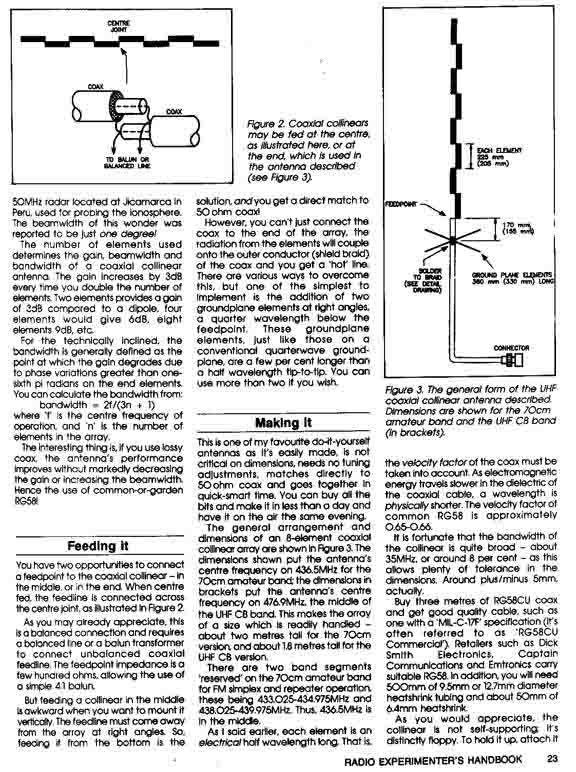 CENTRE
JOINT
COAX
COAX
TO BALUN OR
BALANCED LINE
Figure 2. Coaxial collinears
may be fed at the centre,
as illustrated here, or at
the end, which is used in
the antenna described
(see Figure 3).
50MHz radar located at Jicamarca in
Peru, used for probing the ionosphere.
The beamwidth of this wonder was
reported to be just one degree!
The number of elements used
determines the gain, beamwidth and
bandwidth of a coaxial collinear
antenna. The gain increases by 3dB
every time you double the number of
elements. Two elements provides a gain
of 3dB compared to a dipole, four
elements would give 6dB, eight
elements 9dB, etc.
For the technically inclined, the
bandwidth is generally defined as the
point at which the gain degrades due
to phase variations greater than one-
sixth pi radians on the end elements.
You can calculate the bandwidth from:
bandwidth = 2f/(3n + 1)
where 'f' is the centre frequency of
operation, and 'n' is the number of
elements in the array.
The interesting thing is, if you use lossy
coax, the antenna's performance
improves without markedly decreasing
the gain or increasing the beamwidth.
Hence the use of common-or-garden
RG58!
Feeding it
You have two opportunities to connect
a feedpoint to the coaxial collinear – in
the middle, or in the end. When centre
fed, the feedline is connected across
the centre joint, as illustrated in Figure 2.
As you may already appreciate, this
is a balanced connection and requires
a balanced line or a balun transformer
to connect unbalanced coaxial
feedline. The feedpoint impedance is a
few hundred ohms, allowing the use of
a simple 4:1 balun.
But feeding a collinear in the middle
is awkward when you want to mount it
vertically. The feedline must come away
from the array at right angles. So,
feeding it from the bottom is the
solution, and you get a direct match to
50 ohm coax!
However, you can't just connect the
coax to the end of the array, the
radiation from the elements will couple
onto the outer conductor (shield braid)
of the coax and you get a 'hot' line.
There are various ways to overcome
this, but one of the simplest to
implement is the addition of two
groundplane elements at right angles,
a quarter wavelength below the
feedpoint. These groundplane
elements, just like those on a
conventional quarterwave ground-
plane, are a few per cent longer than
a half wavelength tip-to-tip. You can
use more than two if you wish.
Making it
This is one of my favourite do-it-yourself
antennas as it's easily made, is not
critical on dimensions, needs no tuning
adjustments, matches directly to
50 ohm coax and goes together in
quick-smart time. You can buy all the
bits and make it in less than a day and
have it on the air the same evening.
The general arrangement and
dimensions of an 8-element coaxial
collinear array are shown in Figure 3. The
dimensions shown put the antenna's
centre frequency on 436.5MHz for the
70cm amateur band; the dimensions in
brackets put the antenna's centre
frequency on 476.9MHz, the middle of
the UHF CB band. This makes the array
of a size which is readily handled –
about two metres tall for the 70cm
version, and about 1.8 metres tall for the
UHF CB version.
There are two band segments
'reserved' on the 70cm amateur band
for FM simplex and repeater operation,
these being 433.025-434.975MHz and
438.025-439.975MHz. Thus, 436.5MHz is
in the middle.
As I said earlier, each element is an
electrical half wavelength long. That is,
EACH ELEMENT
225 mm
(205 mm)
FEEDPOINT
170 mm
(155 mm)
SOLDER
TO BRAID
(SEE DETAIL
DRAWING)
GROUND PLANE ELEMENTS
360 mm (330 mm) LONG
CONNECTOR
Figure 3. The general form of the UHF
coaxial collinear antenna described.
Dimensions are shown for the 70cm
amateur band and the UHF CB band
(in brackets).
the velocity factor of the coax must be
taken into account. As electromagnetic
energy travels slower in the dielectric of
the coaxial cable, a wavelength is
physically shorter. The velocity factor of
common RG58 is approximately
0.65-0.66.
It is fortunate that the bandwidth of
the collinear is quite broad – about
35MHz, or around 8 per cent – as this
allows plenty of tolerance in the
dimensions. Around plus/minus 5mm,
actually.
Buy three metres of RG58CU coax
and get good quality cable, such as
one with a 'MIL-C-17F' specification (it's
often referred to as 'RG58CU
Commercial'). Retailers such as Dick
Smith Electronics, Captain
Communications and Emtronics carry
suitable RG58. In addition, you will need
500mm of 9.5mm or 12.7mm diameter
heatshrink tubing and about 50mm of
6.4mm heatshrink.
As you would appreciate, the
collinear is not self-supporting; it's
distinctly floppy. To hold it up, attach it
RADIO EXPERIMENTER'S HANDBOOK 23